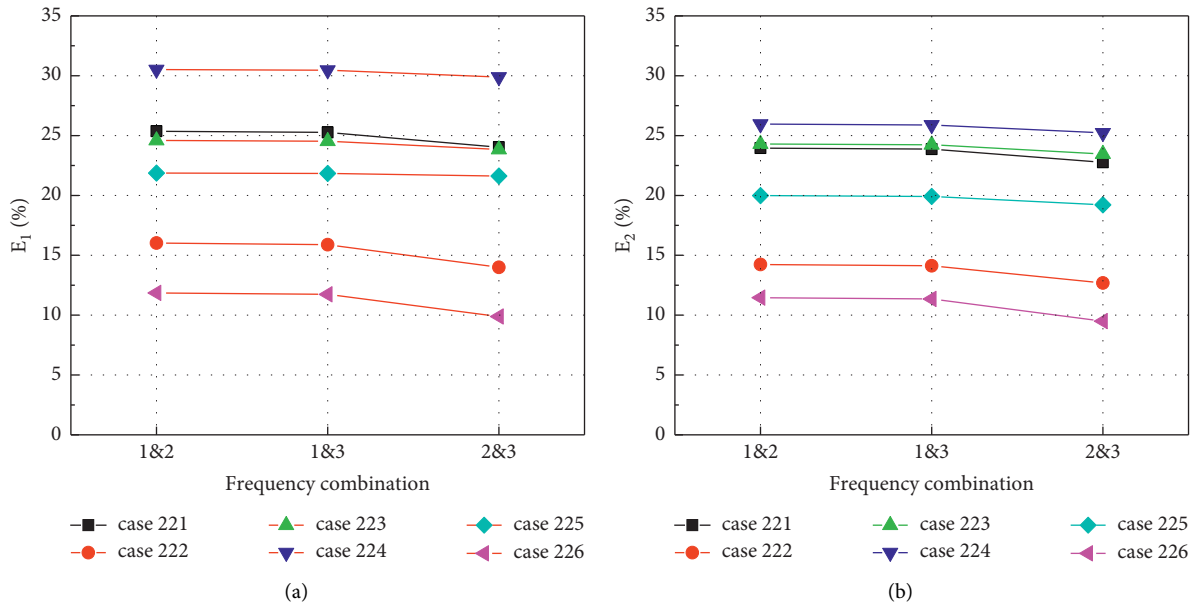 35
30
25
20
15
10
5
0
E1 (%)
1&2 1&3 2&3
Frequency combination
case 221 case 223 case 225
case 222 case 224 case 226
(a)
35
30
25
20
15
10
5
0
E2 (%)
1&2 1&3 2&3
Frequency combination
case 221 case 223 case 225
case 222 case 224 case 226
(b)